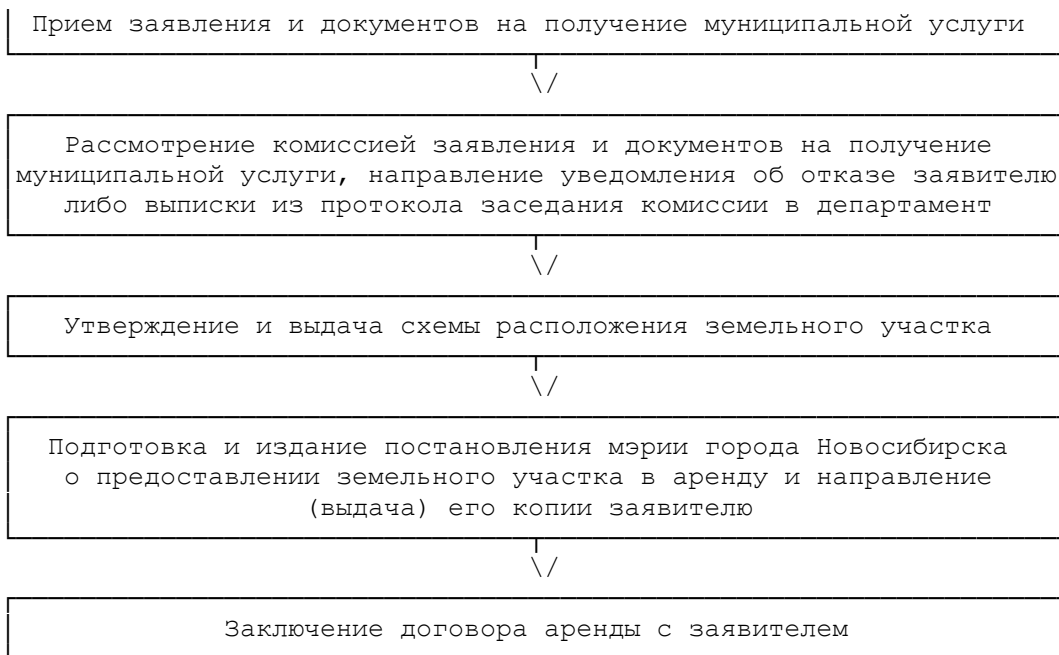 Прием заявления и документов на получение муниципальной услуги
\/
Рассмотрение комиссией заявления и документов на получение
муниципальной услуги, направление уведомления об отказе заявителю
либо выписки из протокола заседания комиссии в департамент
\/
Утверждение и выдача схемы расположения земельного участка
\/
Подготовка и издание постановления мэрии города Новосибирска
о предоставлении земельного участка в аренду и направление
(выдача) его копии заявителю
\/
Заключение договора аренды с заявителем